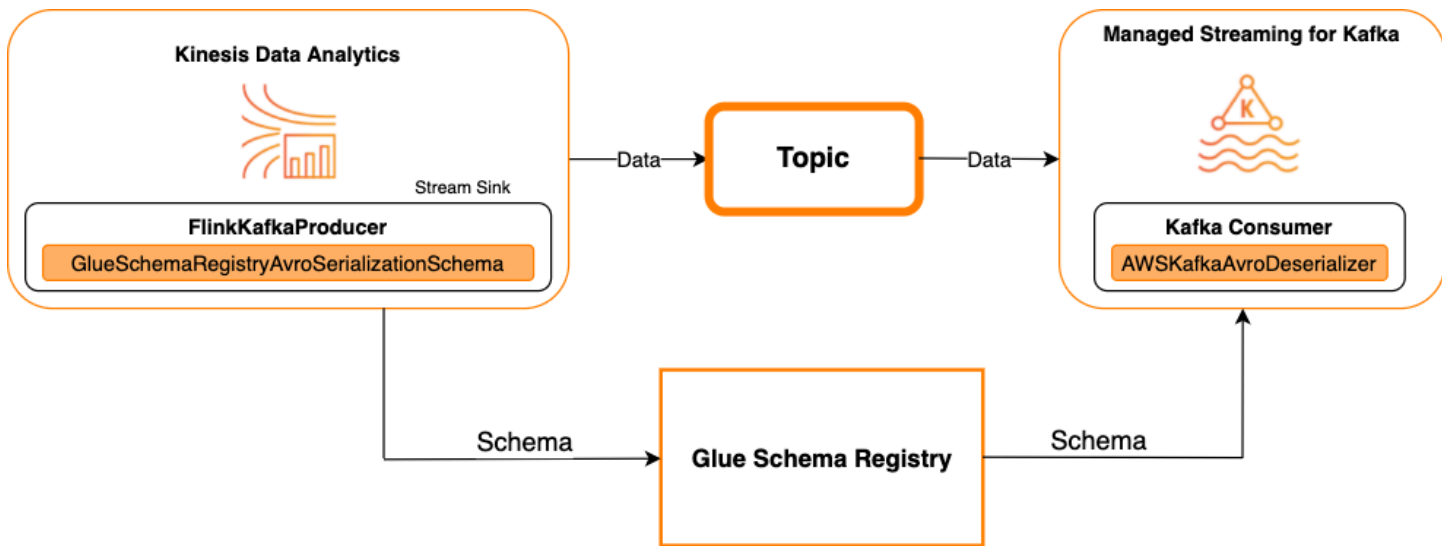 Kinesis Data Analytics
Managed Streaming for Kafka
K
Data
Topic
Data
Stream Sink
FlinkKafkaProducer
GlueSchemaRegistryAvroSerializationSchema
Kafka Consumer
AWSKafkaAvroDeserializer
Schema
Glue Schema Registry
Schema